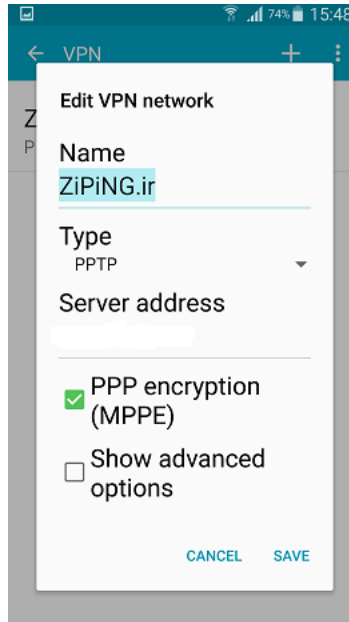 74% 15:48
VPN
Edit VPN network
Z
P
Name
ZiPiNG.ir
Type
PPTP
Server address
PPP encryption
(MPPE)
Show advanced
options
CANCEL SAVE